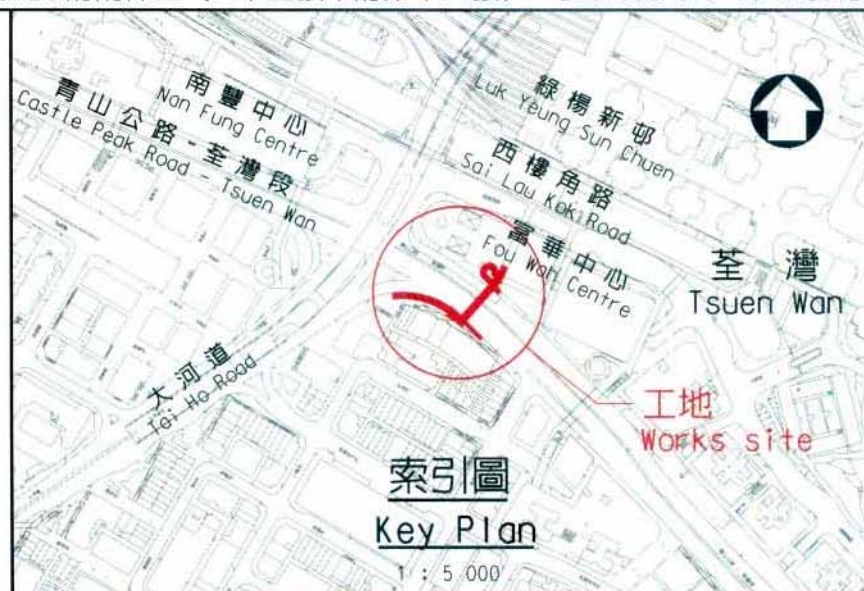 南豐中心
Nan Fung Centre
青山公路 - 荃灣段
Castle Peak Road - Tsuen Wan
綠楊新邨
Luk Yeung Sun Chuen
西樓角路
Sai Lau Kok Road
富華中心
Fou Wah Centre
荃灣
Tsuen Wan
大河道
Tai Ho Road
工地
Works site
索引圖
Key Plan
1 : 5 000